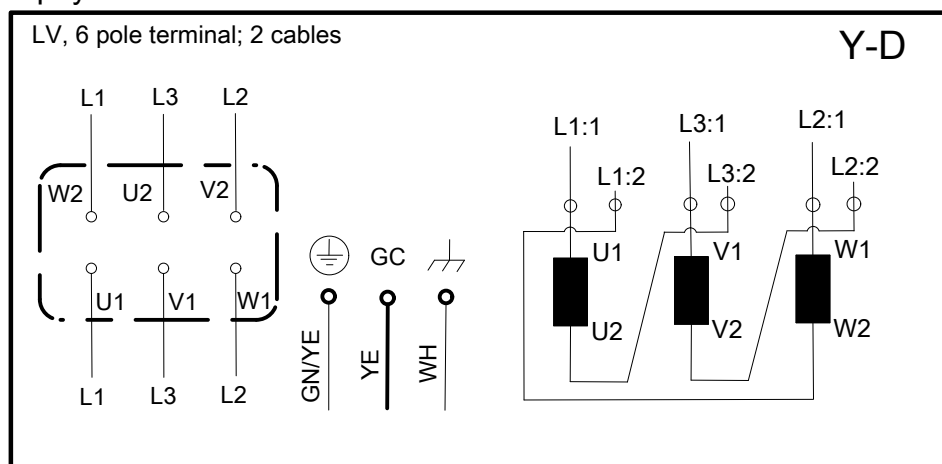 LV, 6 pole terminal; 2 cables
Y-D
L1 L3 L2
W2 U2 V2
U1 V1 W1
L1 L3 L2
GC
GN/YE
YE
WH
L1:1 L3:1 L2:1
L1:2 L3:2 L2:2
U1 V1 W1
U2 V2 W2